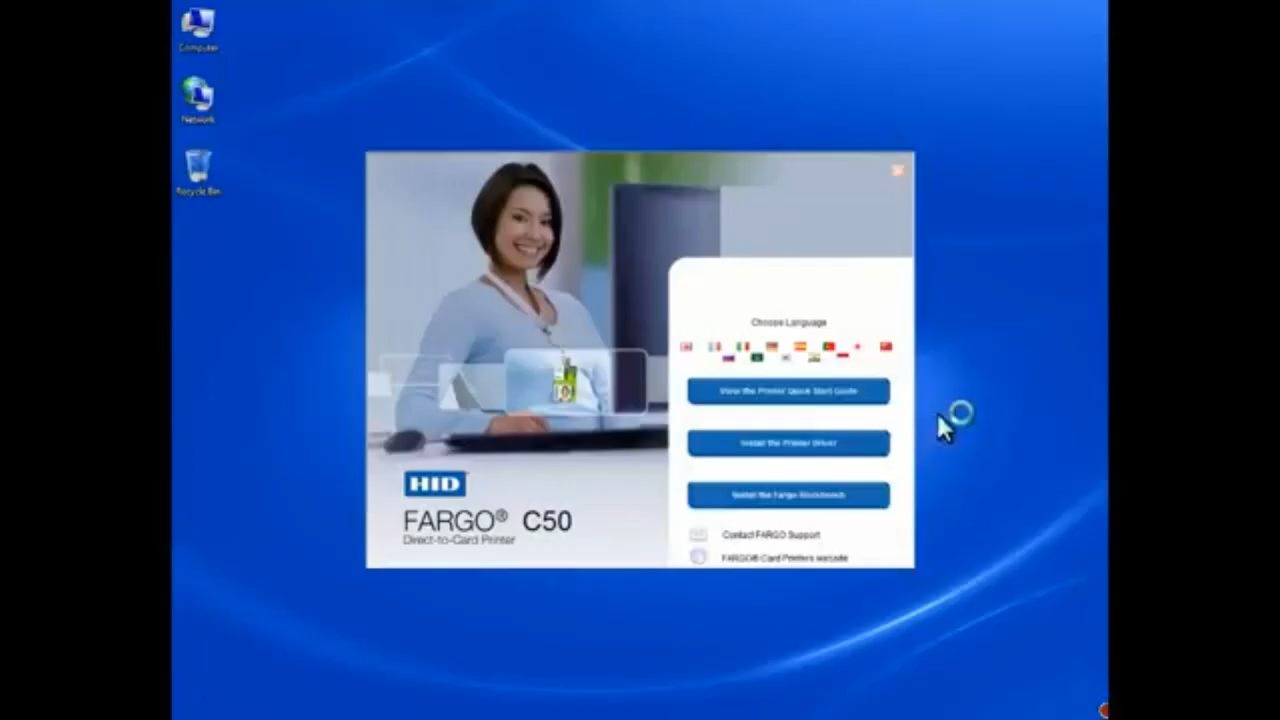 Computer
Network
Recycle Bin
Choose Language
View the Printer Quick Start Guide
Install the Printer Driver
Install the Fargo Workbench
HID
FARGO® C50
Direct-to-Card Printer
Contact FARGO Support
FARGO® Card Printers website